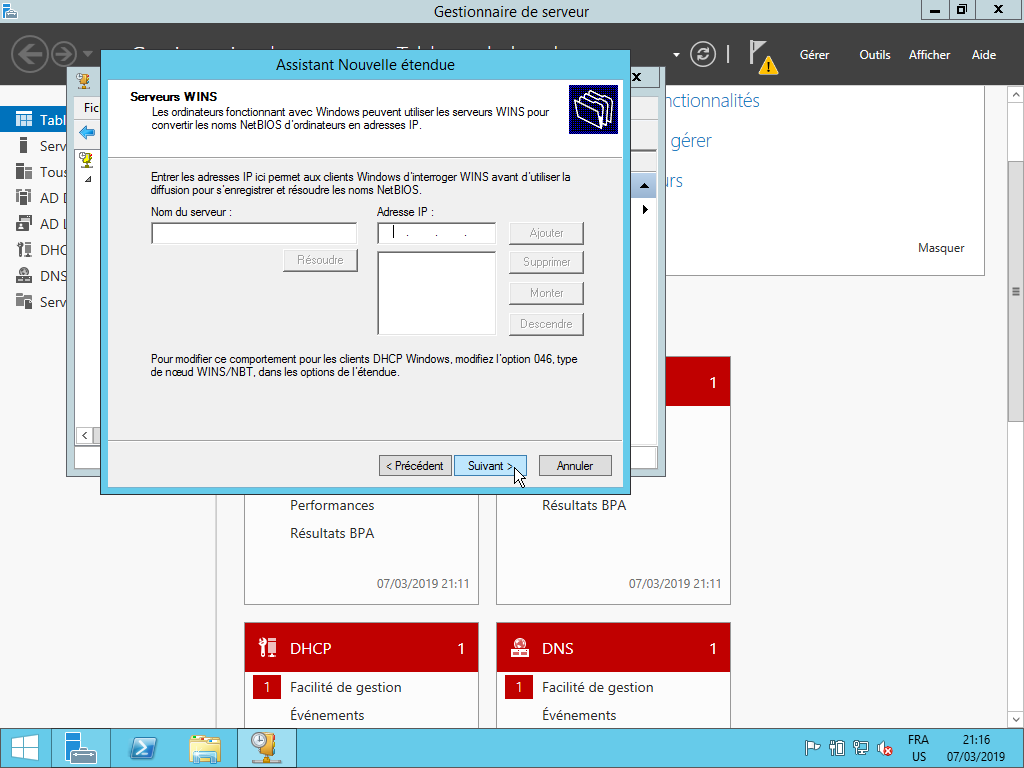 Gestionnaire de serveur
Gérer
Outils
Afficher
Aide
Assistant Nouvelle étendue
Serveurs WINS
Les ordinateurs fonctionnant avec Windows peuvent utiliser les serveurs WINS pour
convertir les noms NetBIOS d'ordinateurs en adresses IP.
Fic
Tabl
Serv
Tous
AD D
AD L
DHC
DNS
Serv
nctionnalités
gérer
urs
Masquer
Entrer les adresses IP ici permet aux clients Windows d'interroger WINS avant d'utiliser la
diffusion pour s'enregistrer et résoudre les noms NetBIOS.
Nom du serveur :
Adresse IP :
Ajouter
Résoudre
Supprimer
Monter
Descendre
Pour modifier ce comportement pour les clients DHCP Windows, modifiez l'option 046, type
de nœud WINS/NBT, dans les options de l'étendue.
< Précédent
Suivant >
Annuler
1
Performances
Résultats BPA
07/03/2019 21:11
Résultats BPA
07/03/2019 21:11
DHCP 1
1 Facilité de gestion
Événements
DNS 1
1 Facilité de gestion
Événements
FRA
US
21:16
07/03/2019